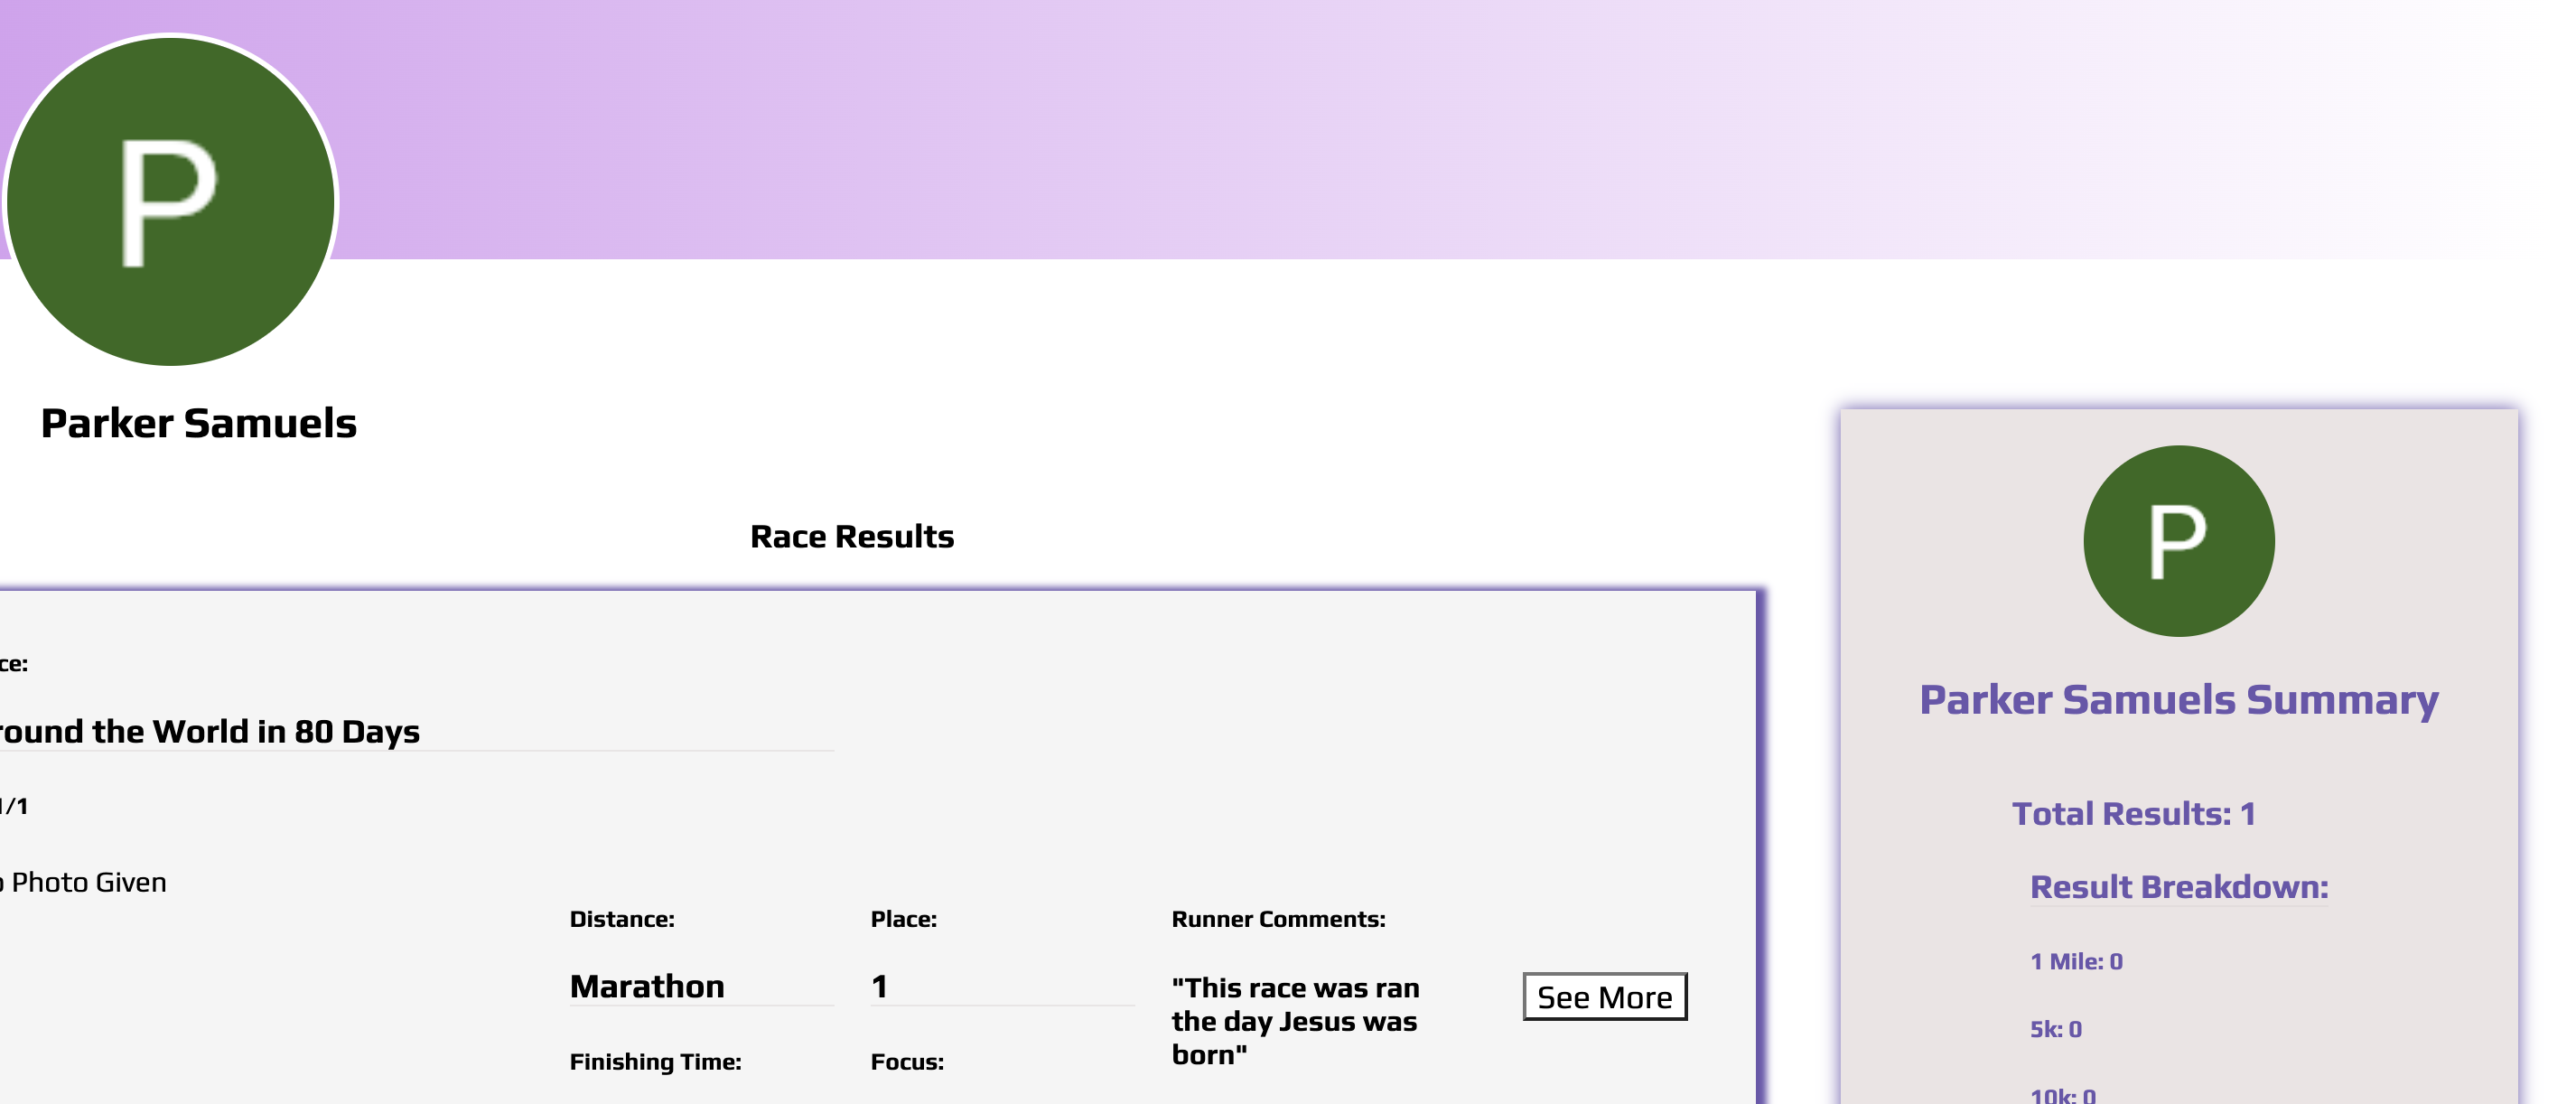 P
Parker Samuels
Race Results
ce:
round the World in 80 Days
1/1
o Photo Given
Distance:
Marathon
Finishing Time:
Place:
1
Focus:
Runner Comments:
"This race was ran
the day Jesus was
born"
See More
P
Parker Samuels Summary
Total Results: 1
Result Breakdown:
1 Mile: 0
5k: 0
10k: 0